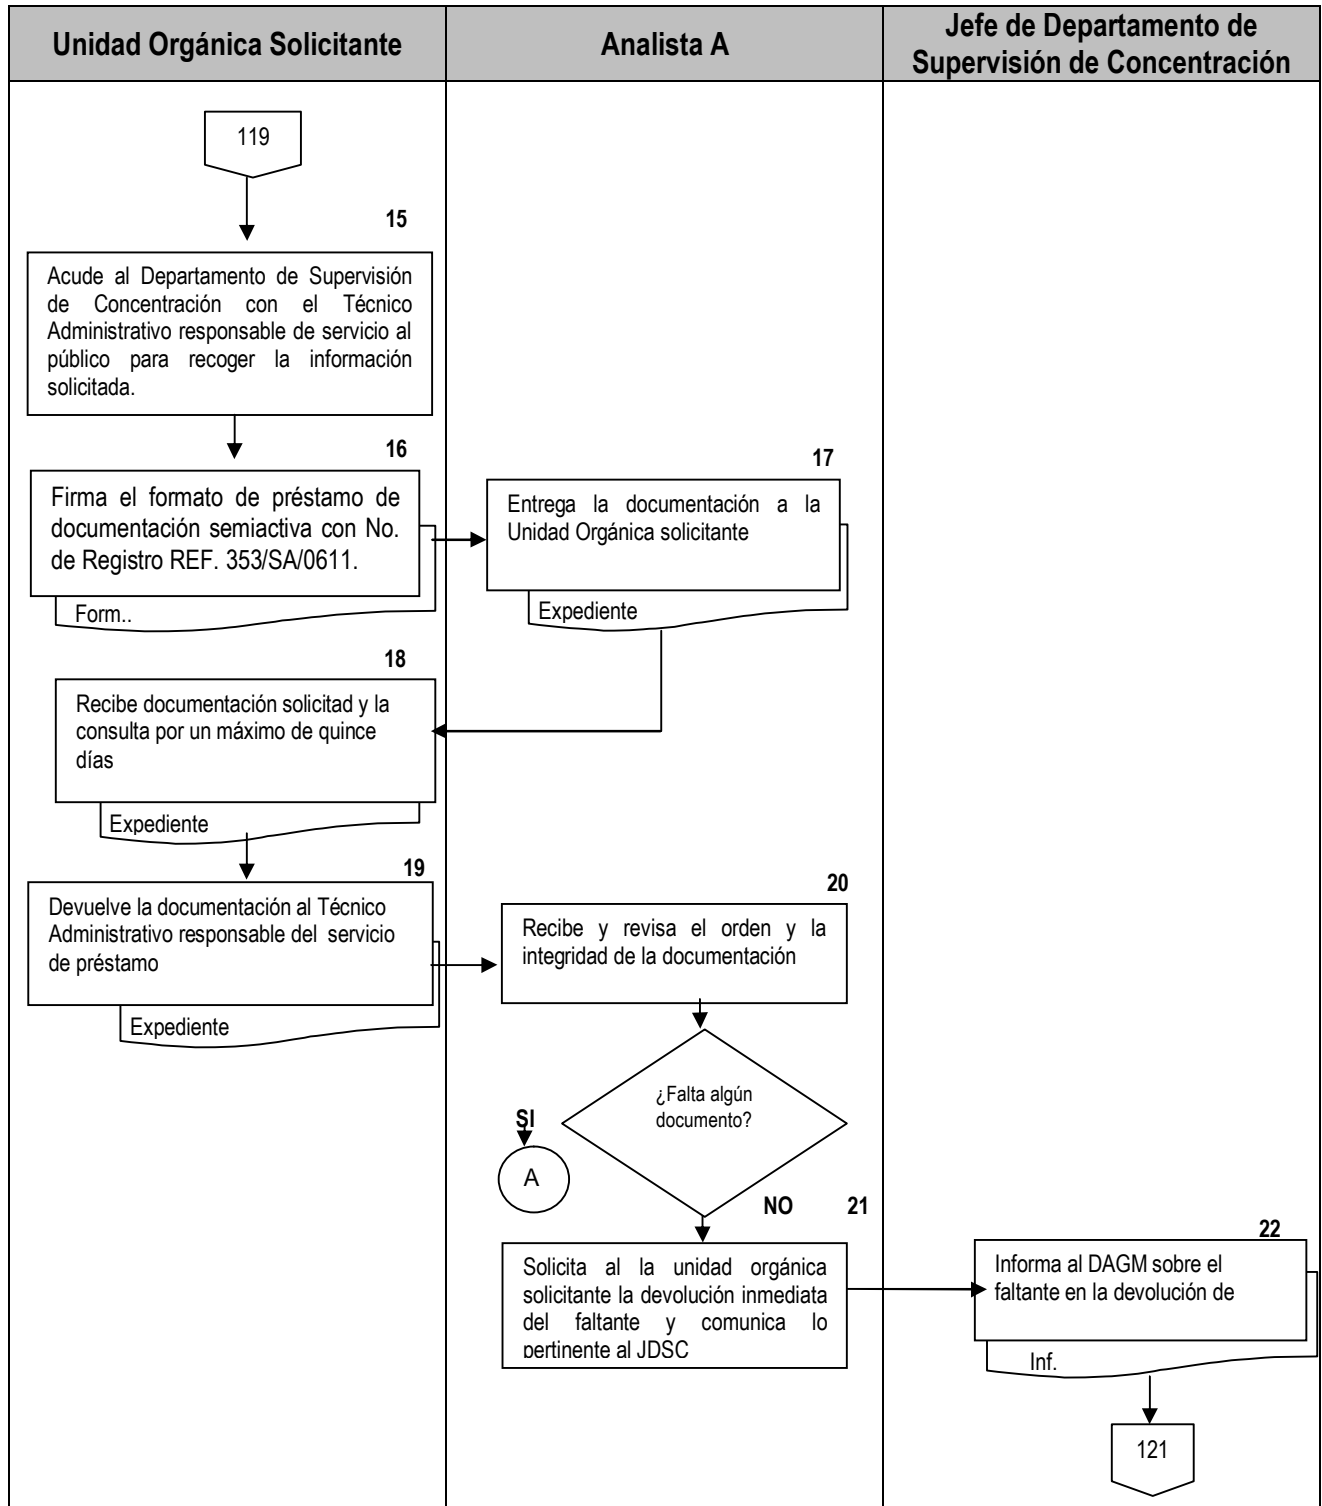 Unidad Orgánica Solicitante
Analista A
Jefe de Departamento de
Supervisión de Concentración
119
15
Acude al Departamento de Supervisión
de Concentración con el Técnico
Administrativo responsable de servicio al
público para recoger la información
solicitada.
16
Firma el formato de préstamo de
documentación semiactiva con No.
de Registro REF. 353/SA/0611.
Form..
17
Entrega la documentación a la
Unidad Orgánica solicitante
Expediente
18
Recibe documentación solicitad y la
consulta por un máximo de quince
días
Expediente
19
Devuelve la documentación al Técnico
Administrativo responsable del servicio
de préstamo
Expediente
20
Recibe y revisa el orden y la
integridad de la documentación
¿Falta algún
documento?
SI
A
NO
21
Solicita al la unidad orgánica
solicitante la devolución inmediata
del faltante y comunica lo
pertinente al JDSC
22
Informa al DAGM sobre el
faltante en la devolución de
Inf.
121